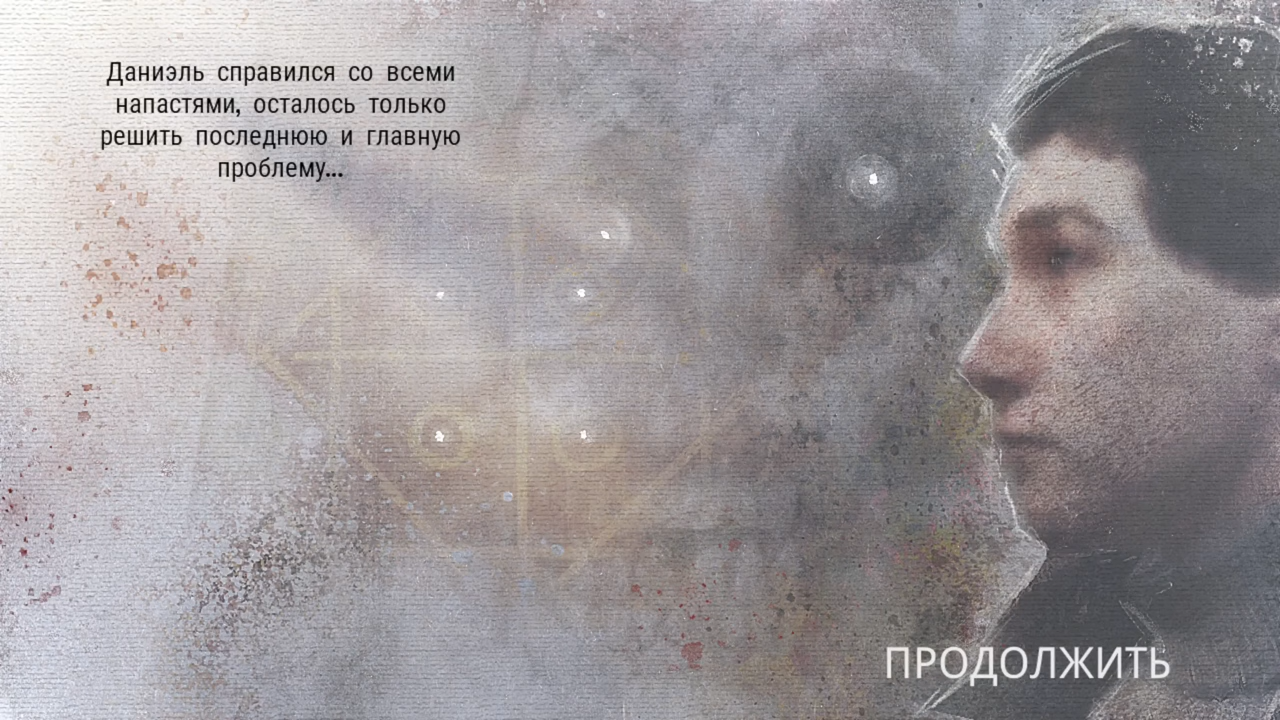 Даниэль справился со всеми
напастями, осталось только
решить последнюю и главную
проблему...
ПРОДОЛЖИТЬ